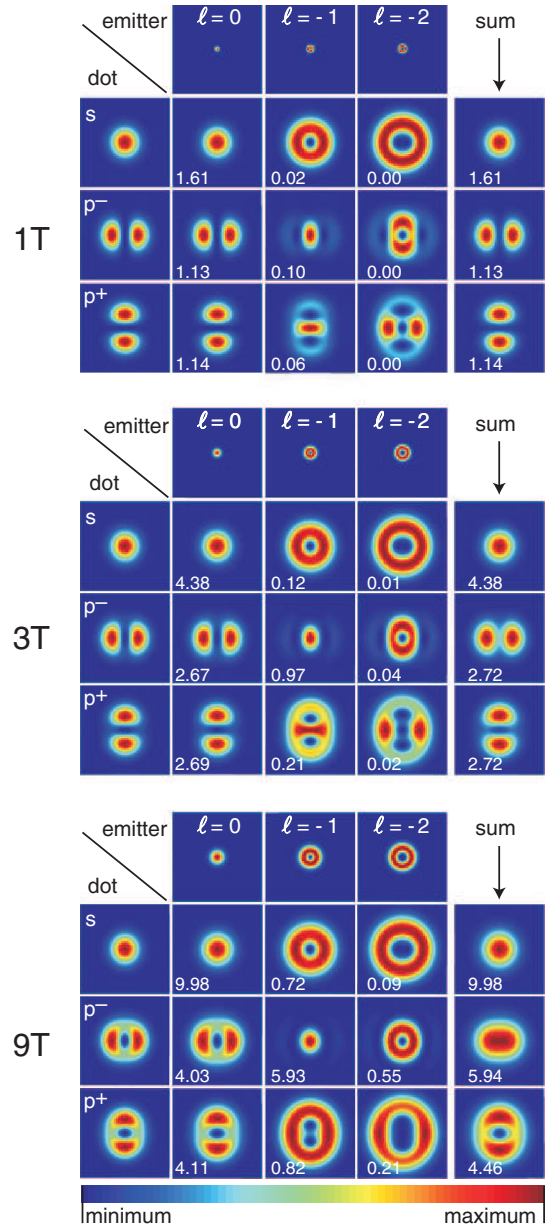 emitter ℓ = 0 ℓ = - 1 ℓ = - 2 sum
dot
s 1.61 0.02 0.00 1.61
1T
p− 1.13 0.10 0.00 1.13
p+ 1.14 0.06 0.00 1.14
emitter ℓ = 0 ℓ = - 1 ℓ = - 2 sum
dot
s 4.38 0.12 0.01 4.38
3T
p− 2.67 0.97 0.04 2.72
p+ 2.69 0.21 0.02 2.72
emitter ℓ = 0 ℓ = - 1 ℓ = - 2 sum
dot
s 9.98 0.72 0.09 9.98
9T
p− 4.03 5.93 0.55 5.94
p+ 4.11 0.82 0.21 4.46
minimum maximum